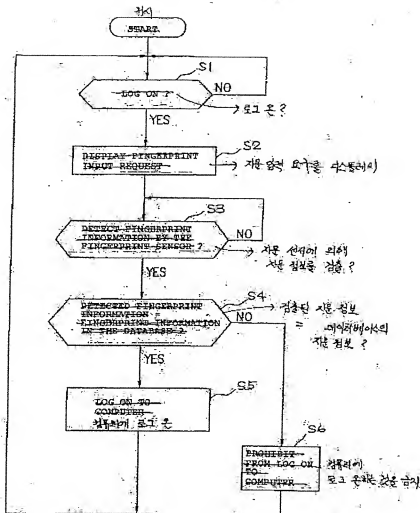 START
S1
LOG ON ?
NO
→ 로그 온?
YES
S2
DISPLAY FINGERPRINT
INPUT REQUEST
→ 지문 입력 요구를 디스플레이
S3
DETECT FINGERPRINT
INFORMATION BY THE
FINGERPRINT SENSOR ?
NO
→ 지문 센서에 의해
지문 정보를 검출?
YES
S4
DETECTED FINGERPRINT
INFORMATION =
FINGERPRINT INFORMATION
IN THE DATABASE ?
NO
→ 검출된 지문 정보
= 데이터베이스의
지문 정보?
YES
S5
LOG ON TO
COMPUTER
컴퓨터에 로그 온
S6
PROHIBIT
FROM LOG ON
TO
COMPUTER
컴퓨터에
로그 온하는 것을 금지